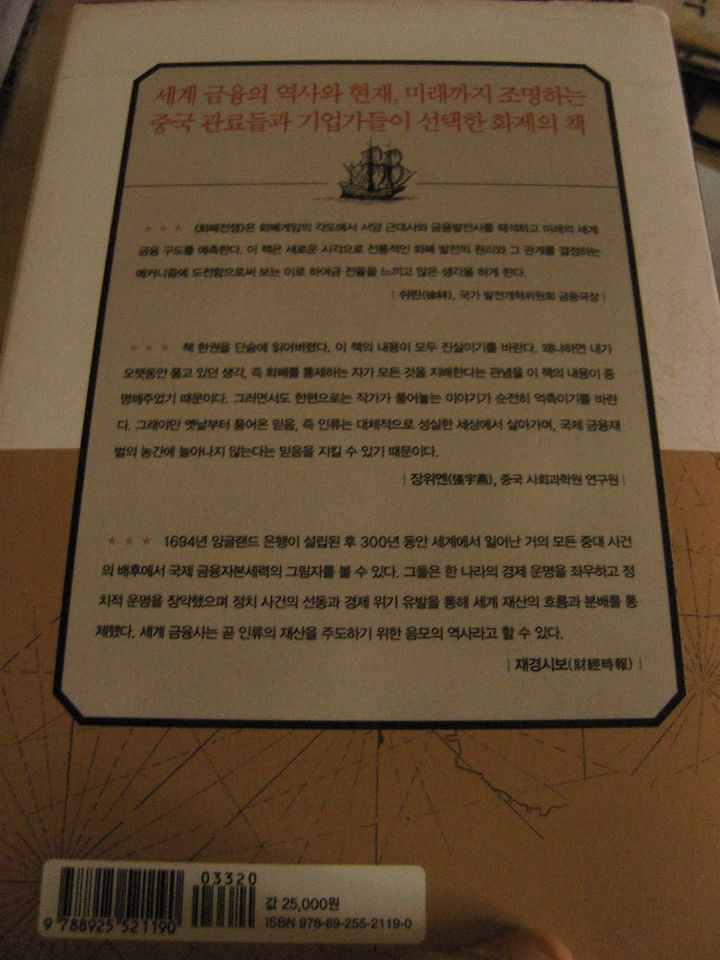 세계 금융의 역사와 현재, 미래까지 조명하는
중국 관료들과 기업가들이 선택한 화제의 책
★ ★ ★ 《화폐전쟁》은 화폐게임의 각도에서 서양 근대사와 금융발전사를 해석하고 미래의 세계
금융 구도를 예측한다. 이 책은 새로운 시각으로 전통적인 화폐 발전의 원리와 그 관계를 결정하는
메커니즘에 도전함으로써 보는 이로 하여금 전율을 느끼고 많은 생각을 하게 한다.
| 쉬린(徐林), 국가 발전개혁위원회 금융국장 |
★ ★ ★ 책 한권을 단숨에 읽어버렸다. 이 책의 내용이 모두 진실이기를 바란다. 왜냐하면 내가
오랫동안 품고 있던 생각, 즉 화폐를 통제하는 자가 모든 것을 지배한다는 관념을 이 책의 내용이 증
명해주었기 때문이다. 그러면서도 한편으로는 작가가 풀어놓는 이야기가 순전히 억측이기를 바란
다. 그래야만 옛날부터 품어온 믿음, 즉 인류는 대체적으로 성실한 세상에서 살아가며, 국제 금융재
벌의 농간에 놀아나지 않는다는 믿음을 지킬 수 있기 때문이다.
| 장위옌(張宇燕), 중국 사회과학원 연구원 |
★ ★ ★ 1694년 잉글랜드 은행이 설립된 후 300년 동안 세계에서 일어난 거의 모든 중대 사건
의 배후에서 국제 금융자본세력의 그림자를 볼 수 있다. 그들은 한 나라의 경제 운명을 좌우하고 정
치적 운명을 장악했으며 정치 사건의 선동과 경제 위기 유발을 통해 세계 재산의 흐름과 분배를 통
제했다. 세계 금융사는 곧 인류의 재산을 주도하기 위한 음모의 역사라고 할 수 있다.
| 재경시보(財經時報) |
03320
값 25,000원
9 788925 521190
ISBN 978-89-255-2119-0